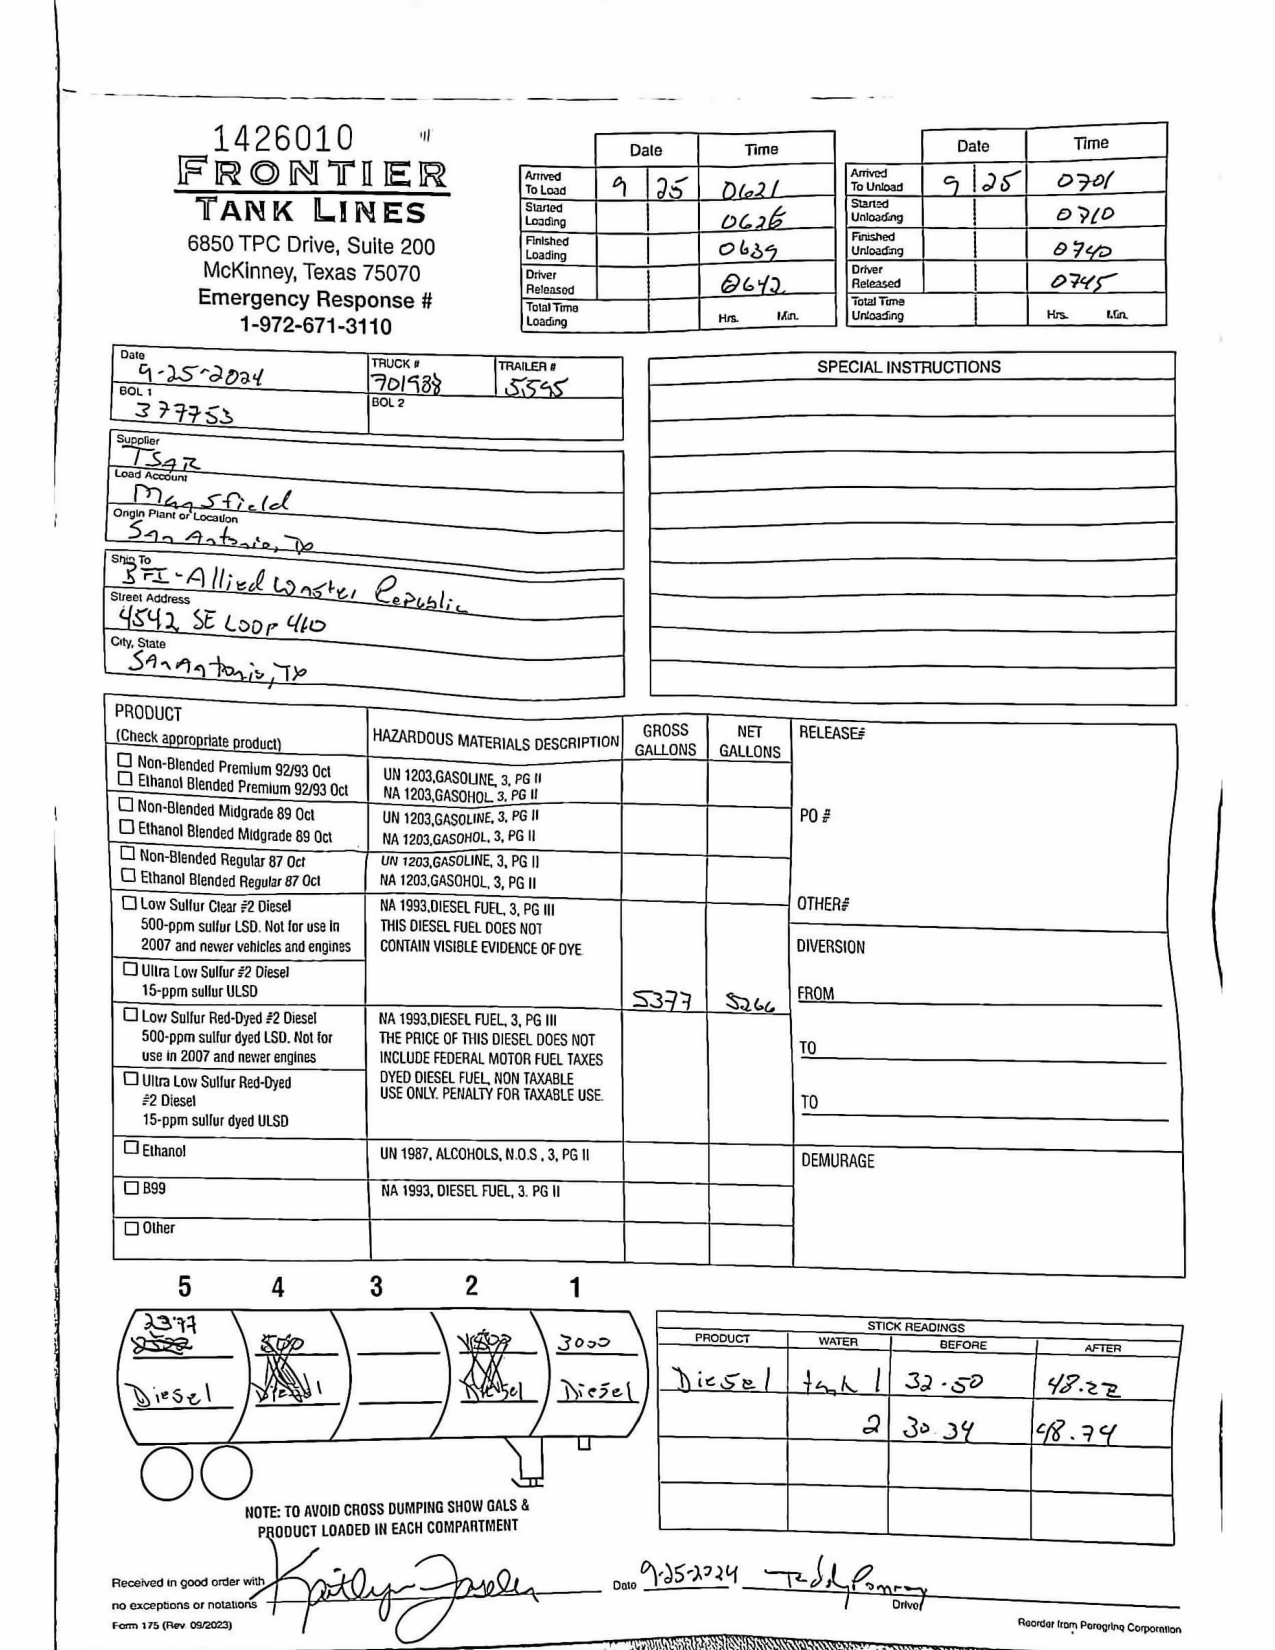 1426010
FRONTIER
TANK LINES
6850 TPC Drive, Suite 200
McKinney, Texas 75070
Emergency Response #
1-972-671-3110
Date Time
Arrived To Load 9 25 0621
Started Loading 0626
Finished Loading 0639
Driver Released 0642
Total Time Loading Hrs. Min.
Date Time
Arrived To Unload 9 25 0701
Started Unloading 0710
Finished Unloading 0740
Driver Released 0745
Total Time Unloading Hrs. Min.
Date 9-25-2024 TRUCK # 701988 TRAILER # 5595
BOL 1 377753 BOL 2
Supplier TSAR
Load Account Mansfield
Origin Plant or Location San Antonio, TX
Ship To BFI-Allied Waster Republic
Street Address 4542 SE LOOP 410
City, State San Antonio, TX
SPECIAL INSTRUCTIONS
PRODUCT
(Check appropriate product)
HAZARDOUS MATERIALS DESCRIPTION
GROSS GALLONS
NET GALLONS
Non-Blended Premium 92/93 Oct UN 1203,GASOLINE, 3, PG II
Ethanol Blended Premium 92/93 Oct NA 1203,GASOHOL 3, PG II
Non-Blended Midgrade 89 Oct UN 1203,GASOLINE, 3, PG II
Ethanol Blended Midgrade 89 Oct NA 1203,GASOHOL, 3, PG II
Non-Blended Regular 87 Oct UN 1203,GASOLINE, 3, PG II
Ethanol Blended Regular 87 Oct NA 1203,GASOHOL, 3, PG II
Low Sulfur Clear #2 Diesel NA 1993,DIESEL FUEL, 3, PG III
500-ppm sulfur LSD. Not for use in THIS DIESEL FUEL DOES NOT
2007 and newer vehicles and engines CONTAIN VISIBLE EVIDENCE OF DYE
Ultra Low Sulfur #2 Diesel
15-ppm sulfur ULSD 5377 5266
Low Sulfur Red-Dyed #2 Diesel NA 1993,DIESEL FUEL, 3, PG III
500-ppm sulfur dyed LSD. Not for THE PRICE OF THIS DIESEL DOES NOT
use in 2007 and newer engines INCLUDE FEDERAL MOTOR FUEL TAXES
Ultra Low Sulfur Red-Dyed DYED DIESEL FUEL, NON TAXABLE
#2 Diesel USE ONLY. PENALTY FOR TAXABLE USE.
15-ppm sulfur dyed ULSD
Ethanol UN 1987, ALCOHOLS, N.O.S , 3, PG II
B99 NA 1993, DIESEL FUEL, 3. PG II
Other
RELEASE#
PO #
OTHER#
DIVERSION
FROM
TO
TO
DEMURAGE
5 4 3 2 1
2377
3000
Diesel Diesel Diesel Diesel
NOTE: TO AVOID CROSS DUMPING SHOW GALS &
PRODUCT LOADED IN EACH COMPARTMENT
STICK READINGS
PRODUCT WATER BEFORE AFTER
Diesel tank 1 32.50 48.22
2 30.34 48.74
Received in good order with
no exceptions or notations
Kaitlyn
Date 9-25-2024 Teddy Pomroy
Driver
Form 175 (Rev 09/2023)
Reorder from Peregrine Corporation